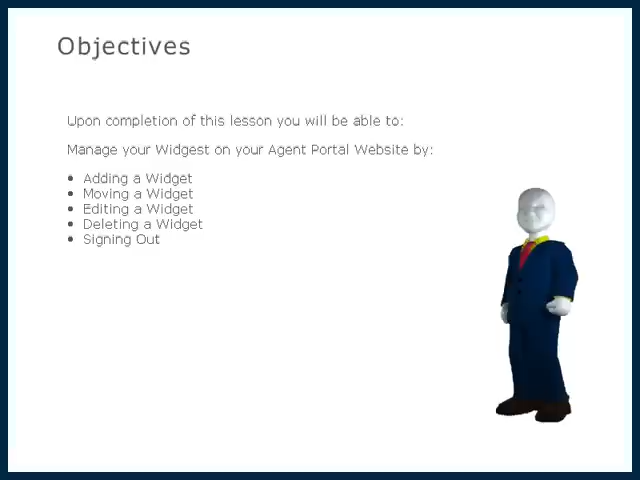 Objectives
Upon completion of this lesson you will be able to:
Manage your Widgest on your Agent Portal Website by:
• Adding a Widget
• Moving a Widget
• Editing a Widget
• Deleting a Widget
• Signing Out